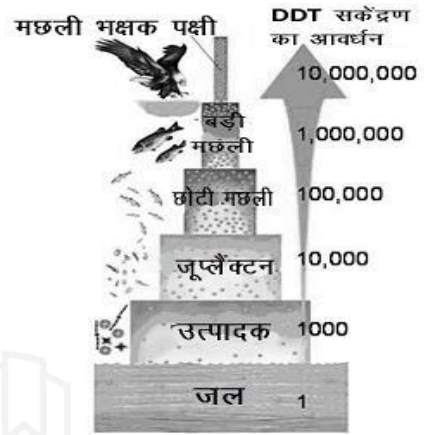 मछली भक्षक पक्षी
DDT सकेंद्रण
का आवर्धन
10,000,000
बड़ी
मछली
1,000,000
छोटी मछली
100,000
जूप्लैंक्टन
10,000
उत्पादक
1000
जल
1